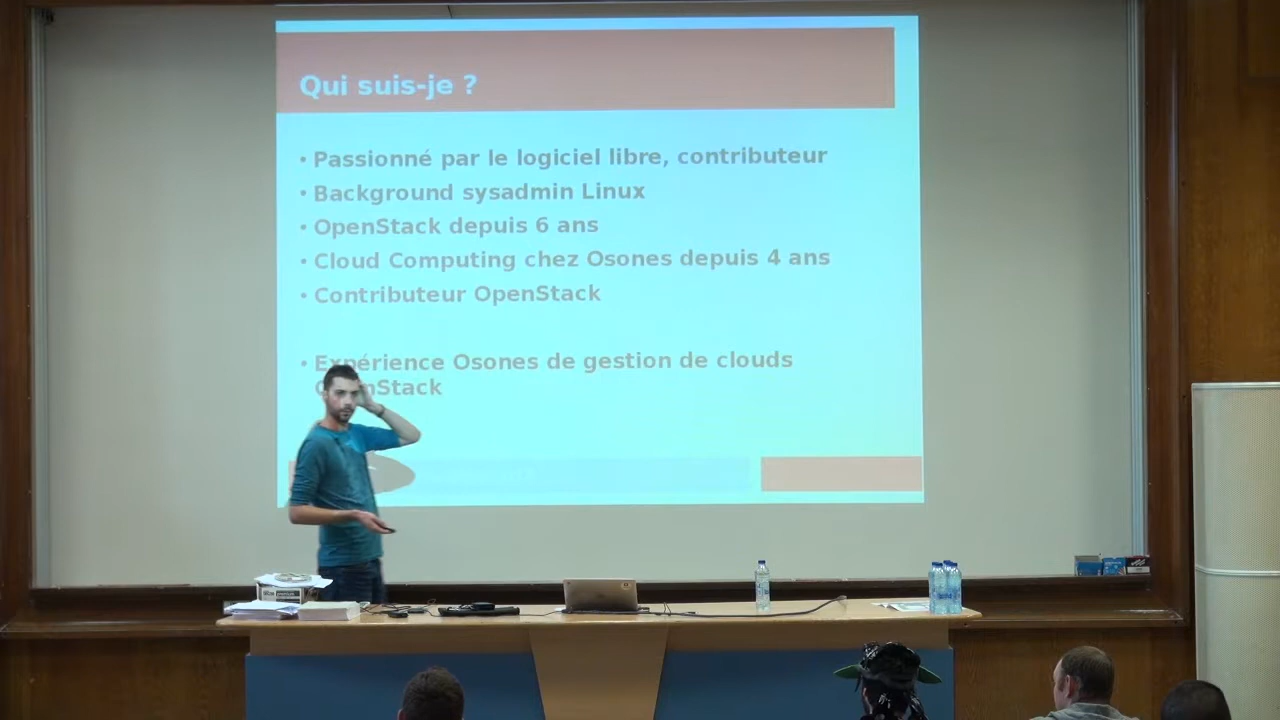 Qui suis-je ?
• Passionné par le logiciel libre, contributeur
• Background sysadmin Linux
• OpenStack depuis 6 ans
• Cloud Computing chez Osones depuis 4 ans
• Contributeur OpenStack
• Expérience Osones de gestion de clouds
OpenStack